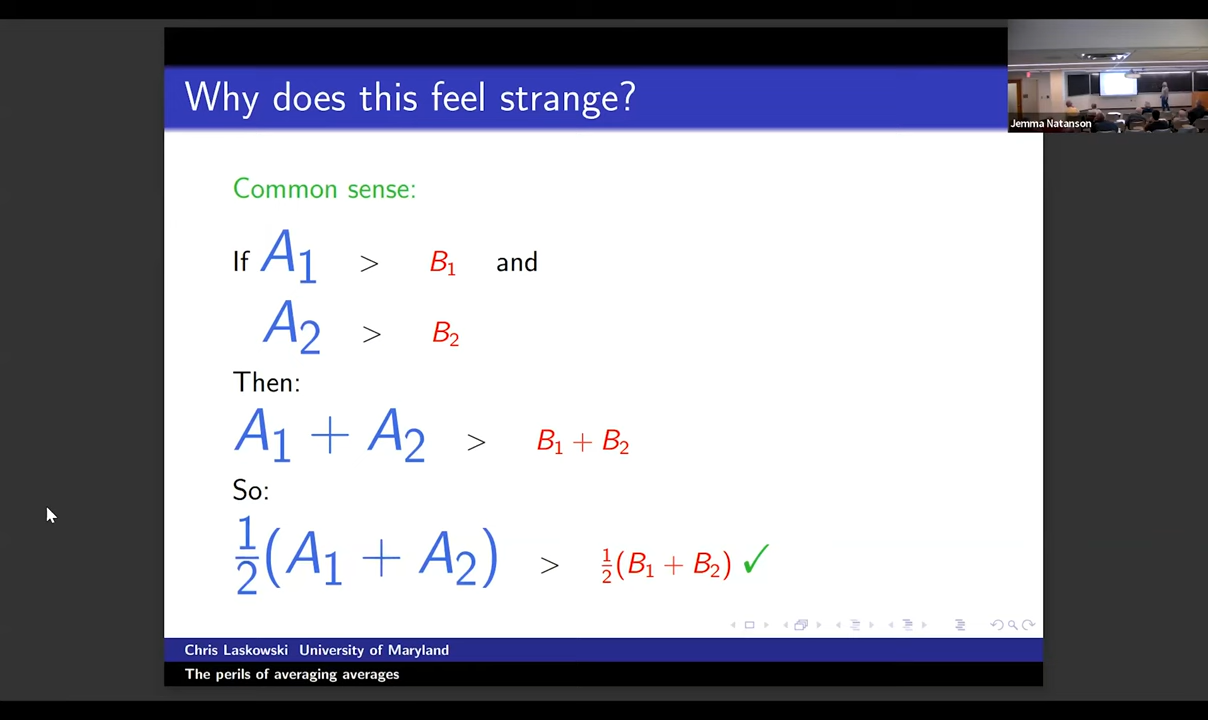 Why does this feel strange?
Jemma Natanson
Common sense:
If A₁ > B₁ and
A₂ > B₂
Then:
A₁ + A₂ > B₁ + B₂
So:
½(A₁ + A₂) > ½(B₁ + B₂) ✓
Chris Laskowski University of Maryland
The perils of averaging averages